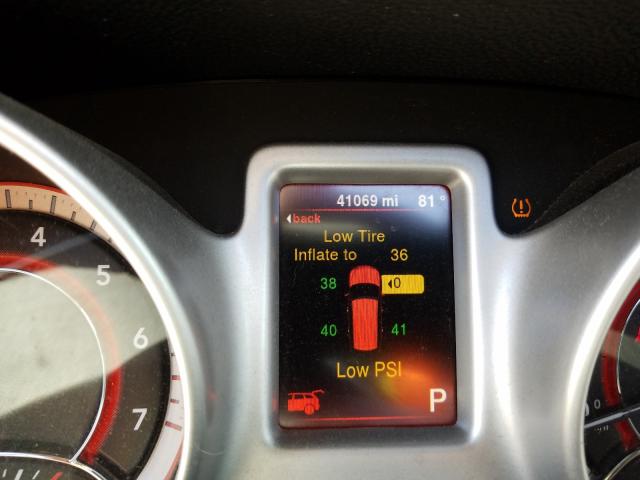 41069 mi 81°
back
Low Tire
Inflate to 36
38 0
40 41
Low PSI
P
4
5
6
7
0